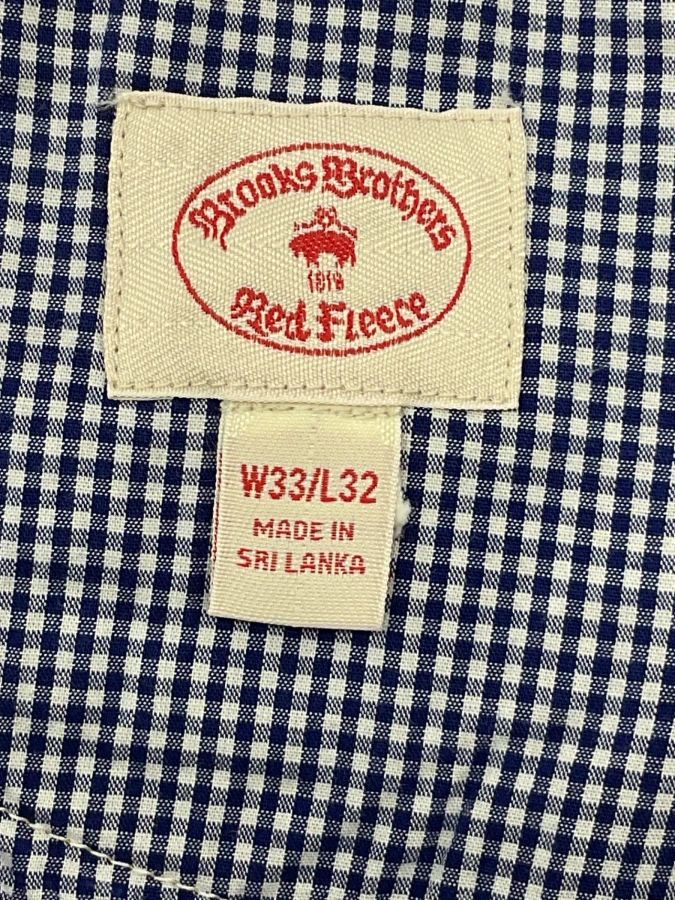 Brooks Brothers
1818
Red Fleece
W33/L32
MADE IN
SRI LANKA